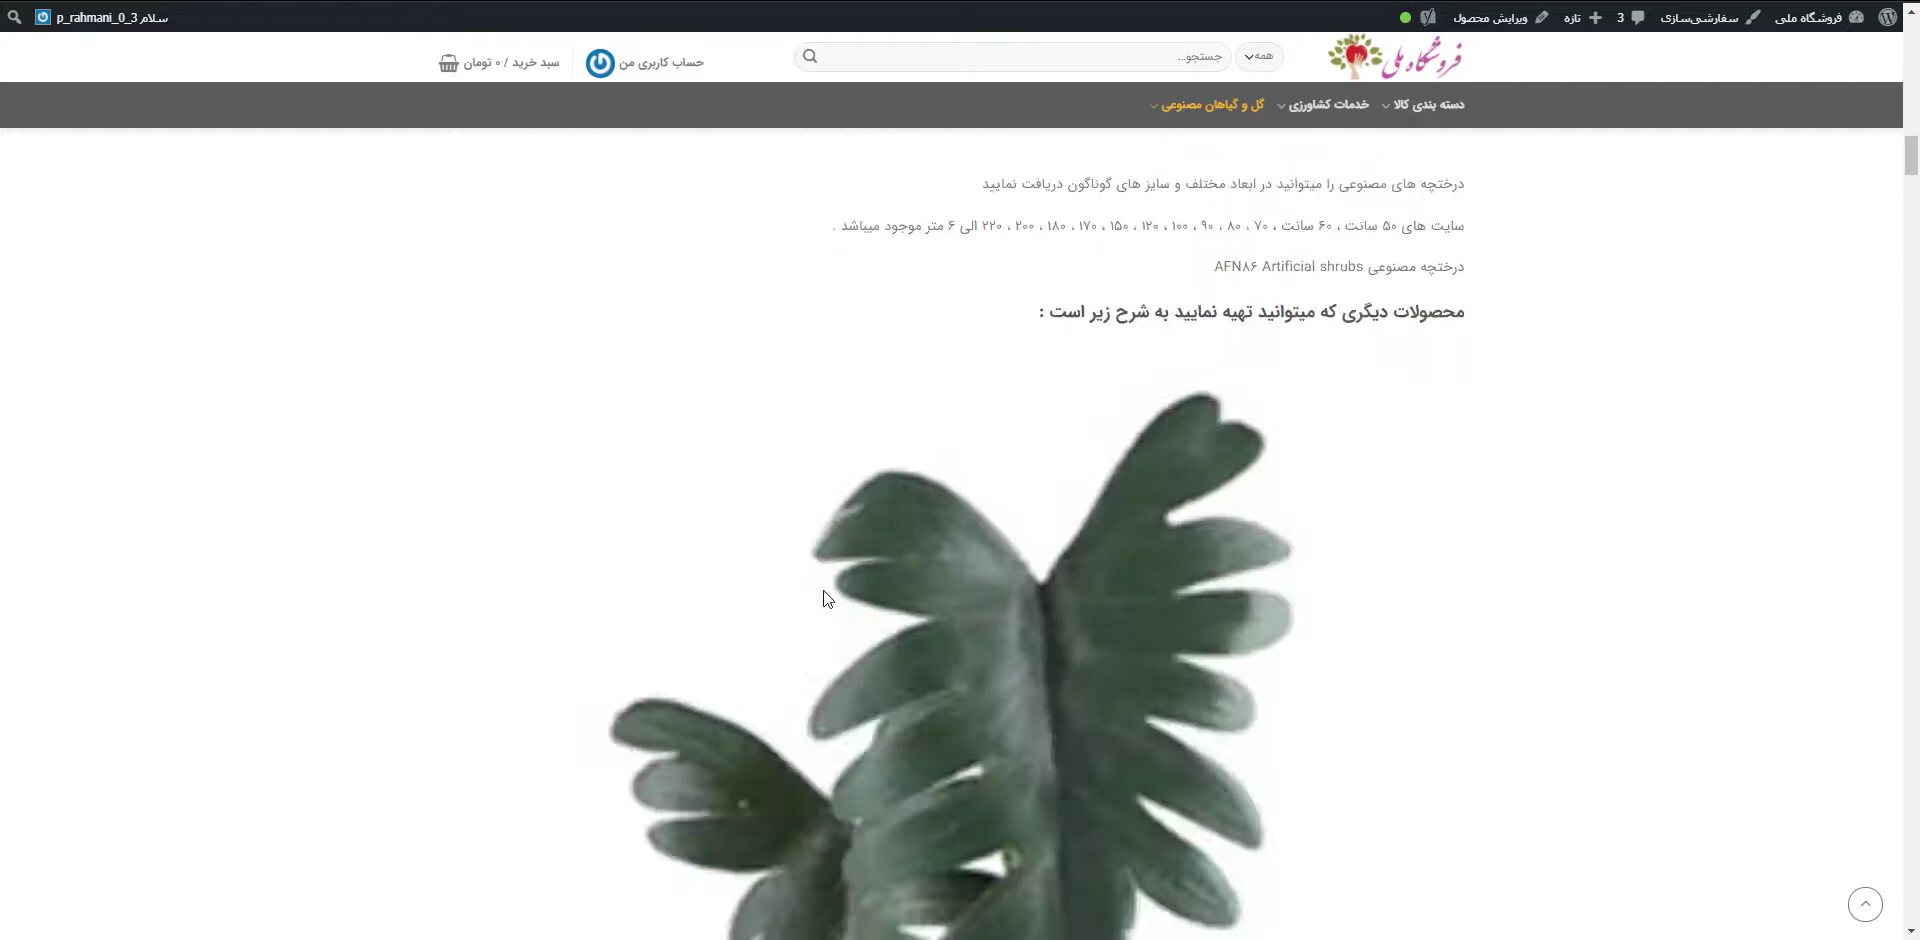 فروشگاه ملی سفارشی‌سازی 3 تازه ویرایش محصول
سلام p_rahmani_0_3
فروشگاه ملی
همه
جستجو...
حساب کاربری من
سبد خرید / ۰ تومان
دسته بندی کالا خدمات کشاورزی گل و گیاهان مصنوعی
درختچه های مصنوعی را میتوانید در ابعاد مختلف و سایز های گوناگون دریافت نمایید
سایت های ۵۰ سانت ، ۶۰ سانت ، ۷۰ ، ۸۰ ، ۹۰ ، ۱۰۰ ، ۱۲۰ ، ۱۵۰ ، ۱۷۰ ، ۱۸۰ ، ۲۰۰ ، ۲۲۰ الی ۶ متر موجود میباشد .
درختچه مصنوعی AFN۸۶ Artificial shrubs
محصولات دیگری که میتوانید تهیه نمایید به شرح زیر است :